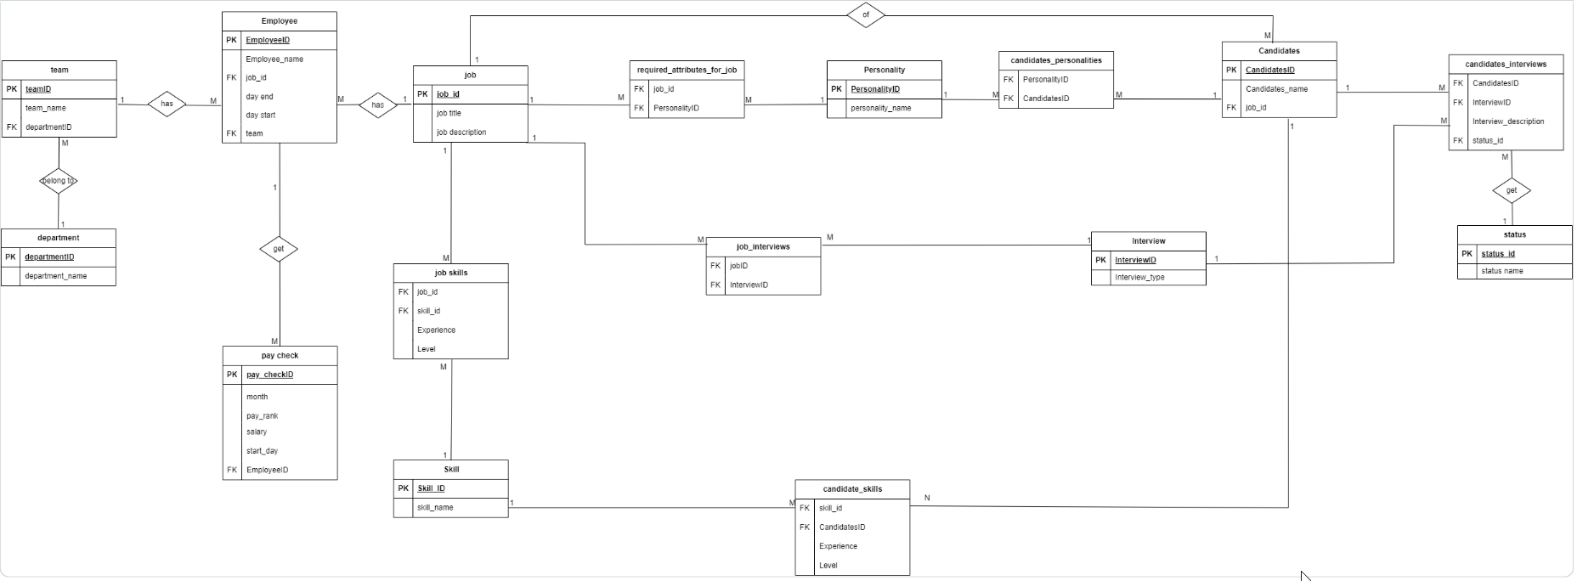 of
M
1
Employee
PK EmployeeID
Employee_name
FK job_id
day end
day start
FK team
team
PK teamID
team_name
FK departmentID
1
has
M
M
has
1
job
PK job_id
job title
job description
1
M
required_attributes_for_job
FK job_id
FK PersonalityID
M
1
Personality
PK PersonalityID
personality_name
1
M
candidates_personalities
FK PersonalityID
FK CandidatesID
M
1
Candidates
PK CandidatesID
Candidates_name
FK job_id
1
M
candidates_interviews
FK CandidatesID
FK InterviewID
Interview_description
FK status_id
M
M
belong to
1
department
PK departmentID
department_name
1
get
M
pay check
PK pay_checkID
month
pay_rank
salary
start_day
FK EmployeeID
1
M
job skills
FK job_id
FK skill_id
Experience
Level
M
1
Skill
PK Skill_ID
skill_name
1
M
1
M
job_interviews
FK jobID
FK InterviewID
M
1
Interview
PK InterviewID
interview_type
1
1
M
get
1
status
PK status_id
status name
candidate_skills
FK skill_id
FK CandidatesID
Experience
Level
N